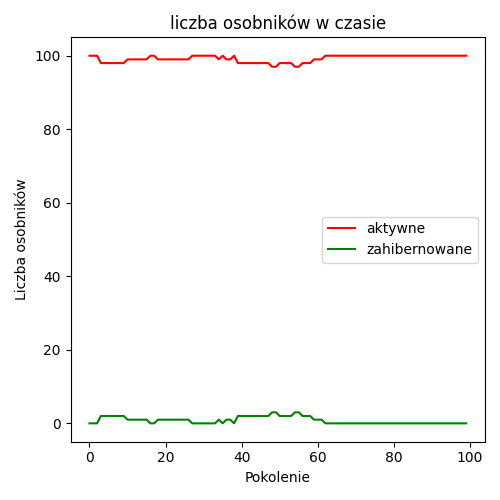 liczba osobników w czasie
Liczba osobników
100
80
60
40
20
0
aktywne
zahibernowane
0 20 40 60 80 100
Pokolenie